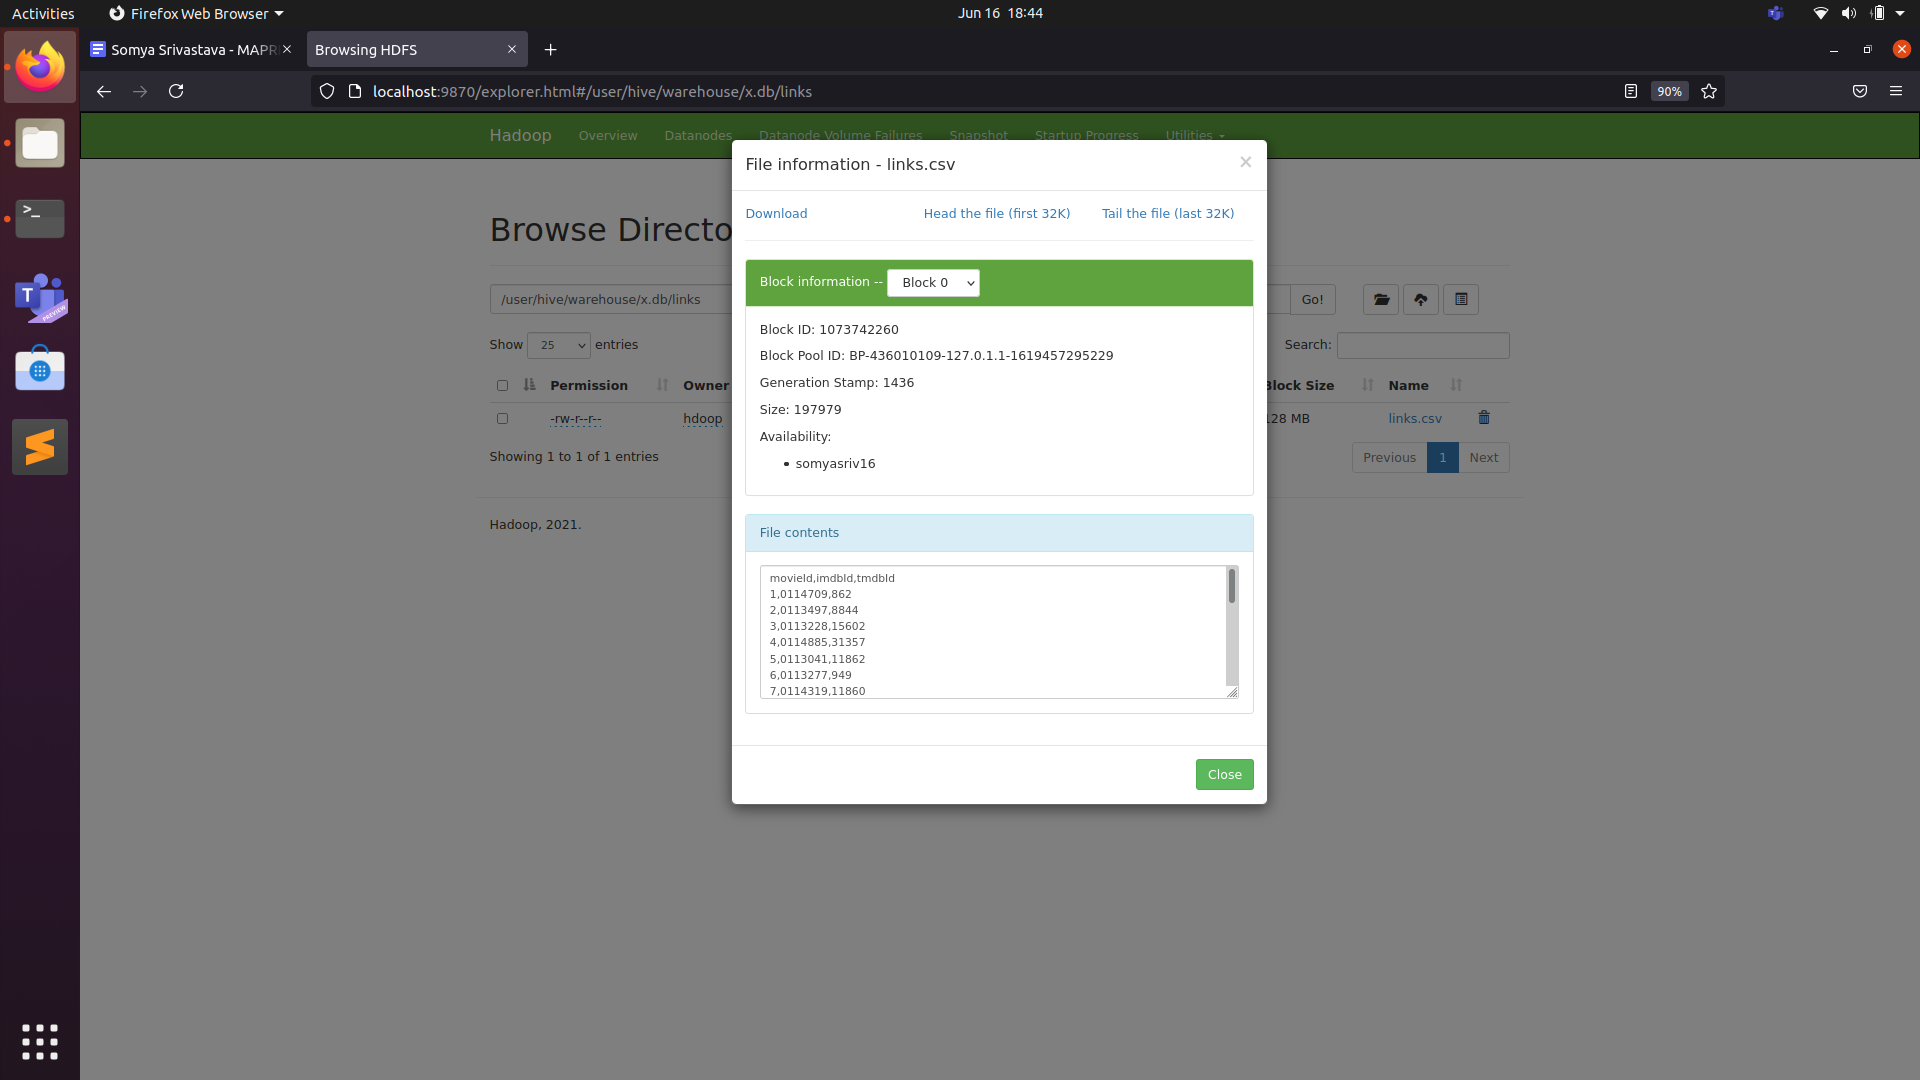 Activities
Firefox Web Browser
Jun 16 18:44
Somya Srivastava - MAPR
Browsing HDFS
localhost:9870/explorer.html#/user/hive/warehouse/x.db/links
90%
Hadoop
Overview
Datanodes
Datanode Volume Failures
Snapshot
Startup Progress
Utilities
File information - links.csv
×
Download
Head the file (first 32K)
Tail the file (last 32K)
Browse Directo
Block information --
Block 0
/user/hive/warehouse/x.db/links
Go!
Block ID: 1073742260
Show 25 entries
Search:
Block Pool ID: BP-436010109-127.0.1.1-1619457295229
Generation Stamp: 1436
Permission
Owner
Block Size
Name
Size: 197979
-rw-r--r--
hdoop
128 MB
links.csv
Availability:
somyasriv16
Showing 1 to 1 of 1 entries
Previous
1
Next
Hadoop, 2021.
File contents
movieId,imdbId,tmdbId
1,0114709,862
2,0113497,8844
3,0113228,15602
4,0114885,31357
5,0113041,11862
6,0113277,949
7,0114319,11860
Close
T
PREVIEW
>_